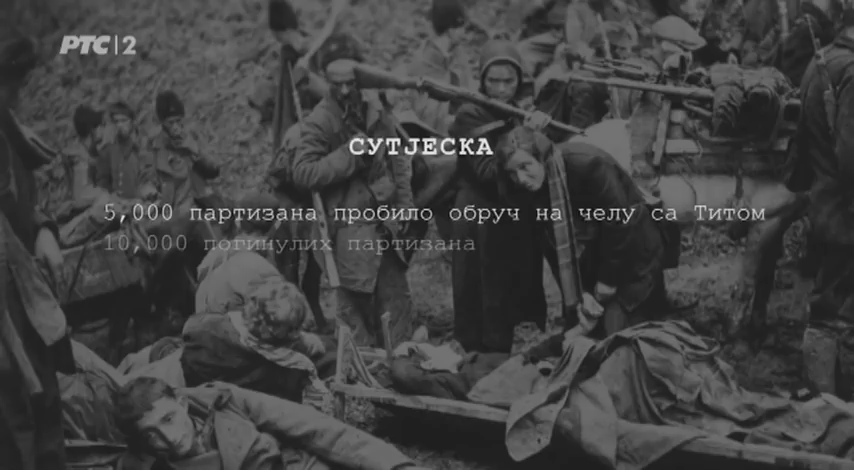 РТС|2
СУТЈЕСКА
5,000 партизана пробило обруч на челу са Титом
10,000 погинулих партизана